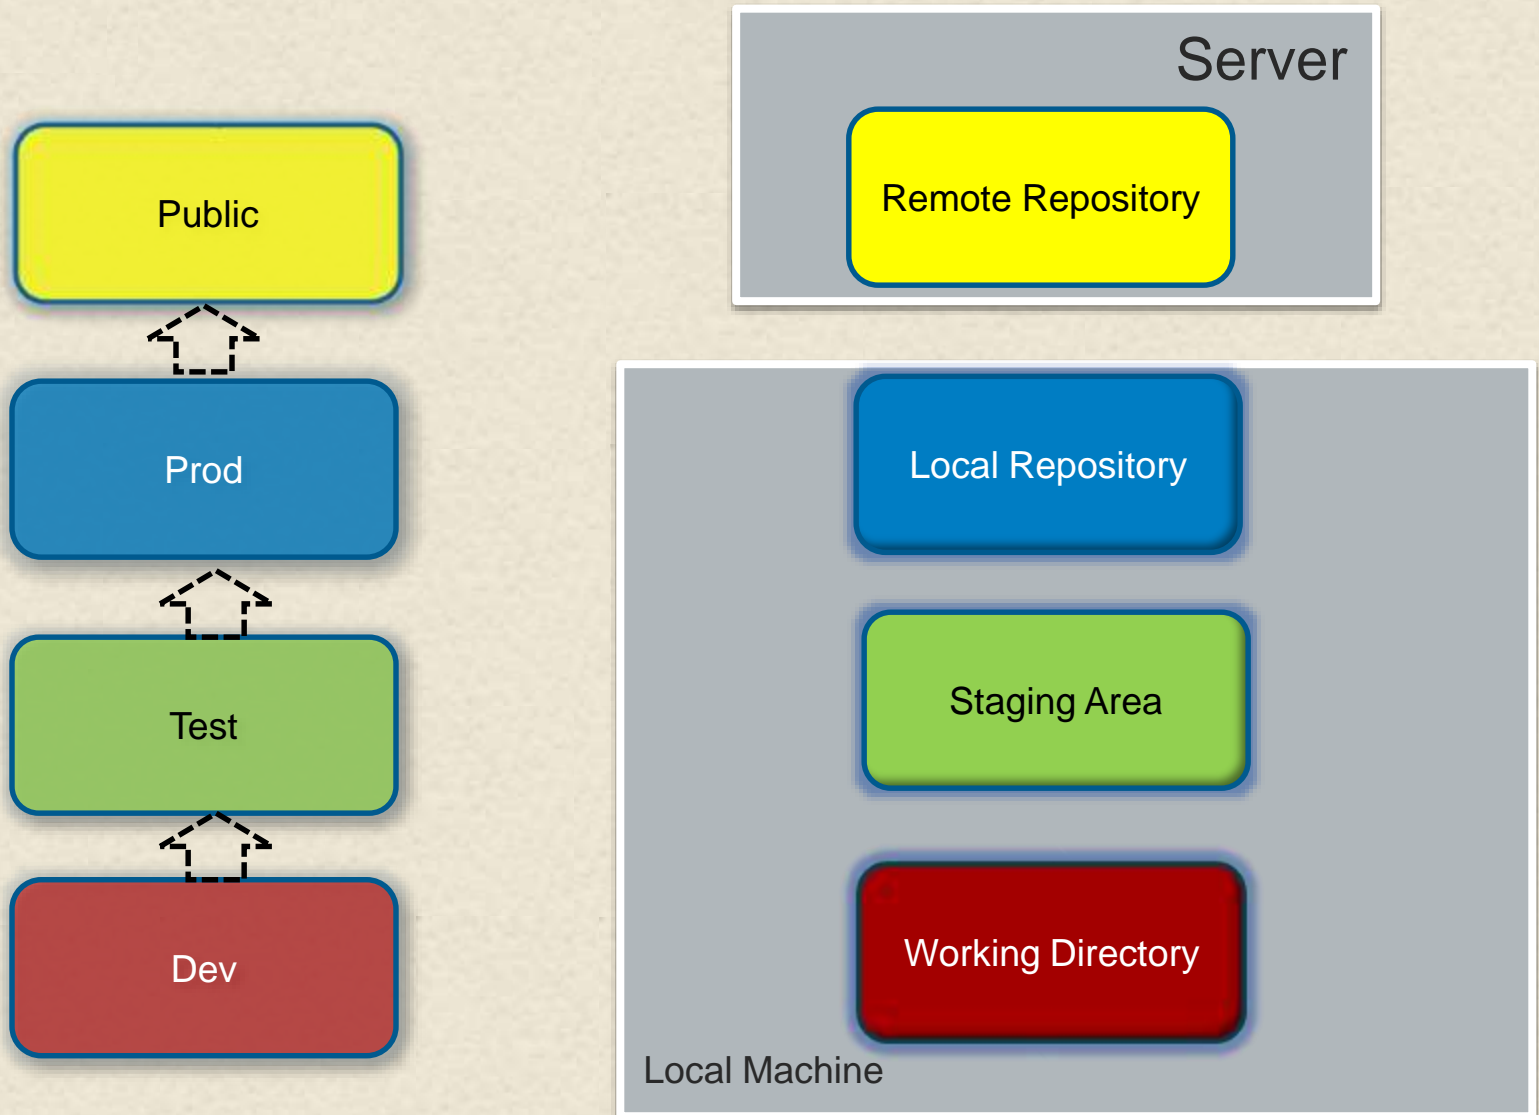 Server
Public
Remote Repository
Prod
Local Repository
Test
Staging Area
Dev
Working Directory
Local Machine